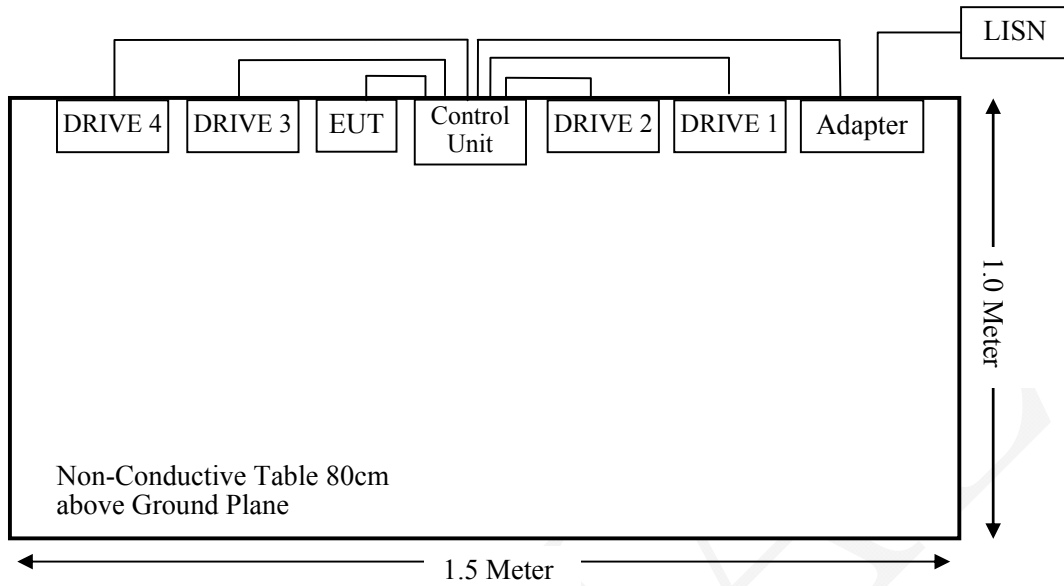 LISN
DRIVE 4
DRIVE 3
EUT
Control
Unit
DRIVE 2
DRIVE 1
Adapter
1.0 Meter
Non-Conductive Table 80cm
above Ground Plane
1.5 Meter